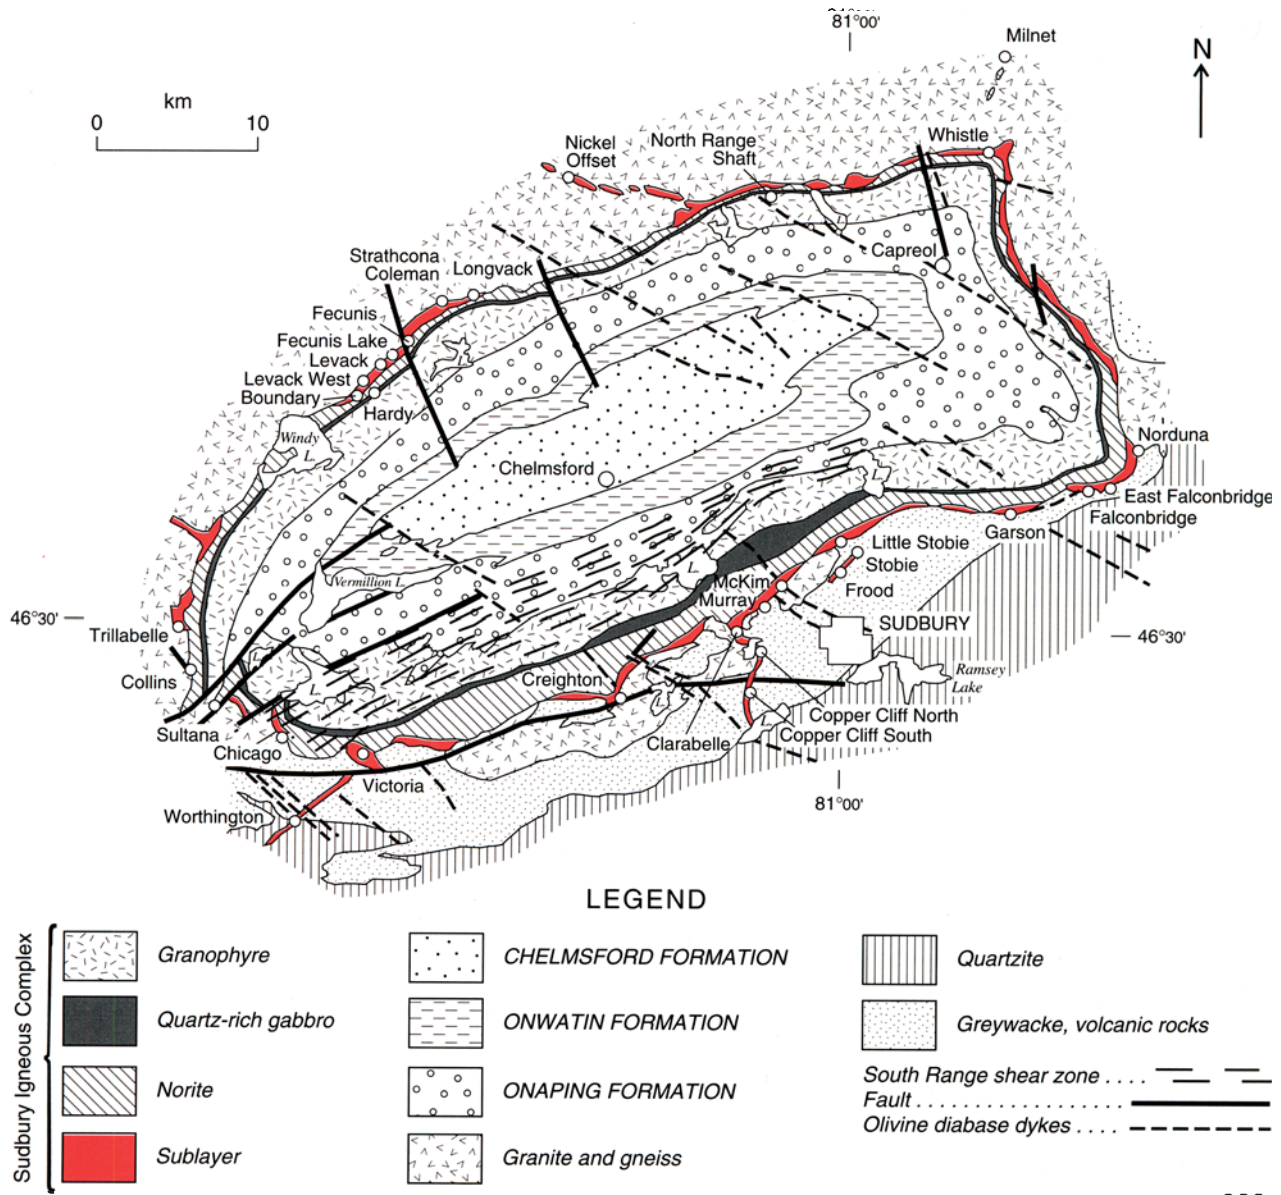 81°00'
Milnet
N
km
0
10
Whistle
North Range
Shaft
Nickel
Offset
Capreol
Strathcona
Coleman
Longvack
Fecunis
Fecunis Lake
Levack
Levack West
Boundary
Hardy
Windy
L.
L.
Chelmsford
Norduna
East Falconbridge
Falconbridge
Garson
Little Stobie
Stobie
Frood
McKim
Murray
L.
Vermillion L.
46°30'
SUDBURY
46°30'
Trillabelle
Collins
Creighton
Ramsey
Lake
L.
L.
L.
Sultana
Chicago
Clarabelle
Copper Cliff North
Copper Cliff South
Victoria
Worthington
81°00'
LEGEND
Sudbury Igneous Complex
Granophyre
Quartz-rich gabbro
Norite
Sublayer
CHELMSFORD FORMATION
ONWATIN FORMATION
ONAPING FORMATION
Granite and gneiss
Quartzite
Greywacke, volcanic rocks
South Range shear zone . . . .
Fault . . . . . . . . . . . . . . . . . . .
Olivine diabase dykes . . . .